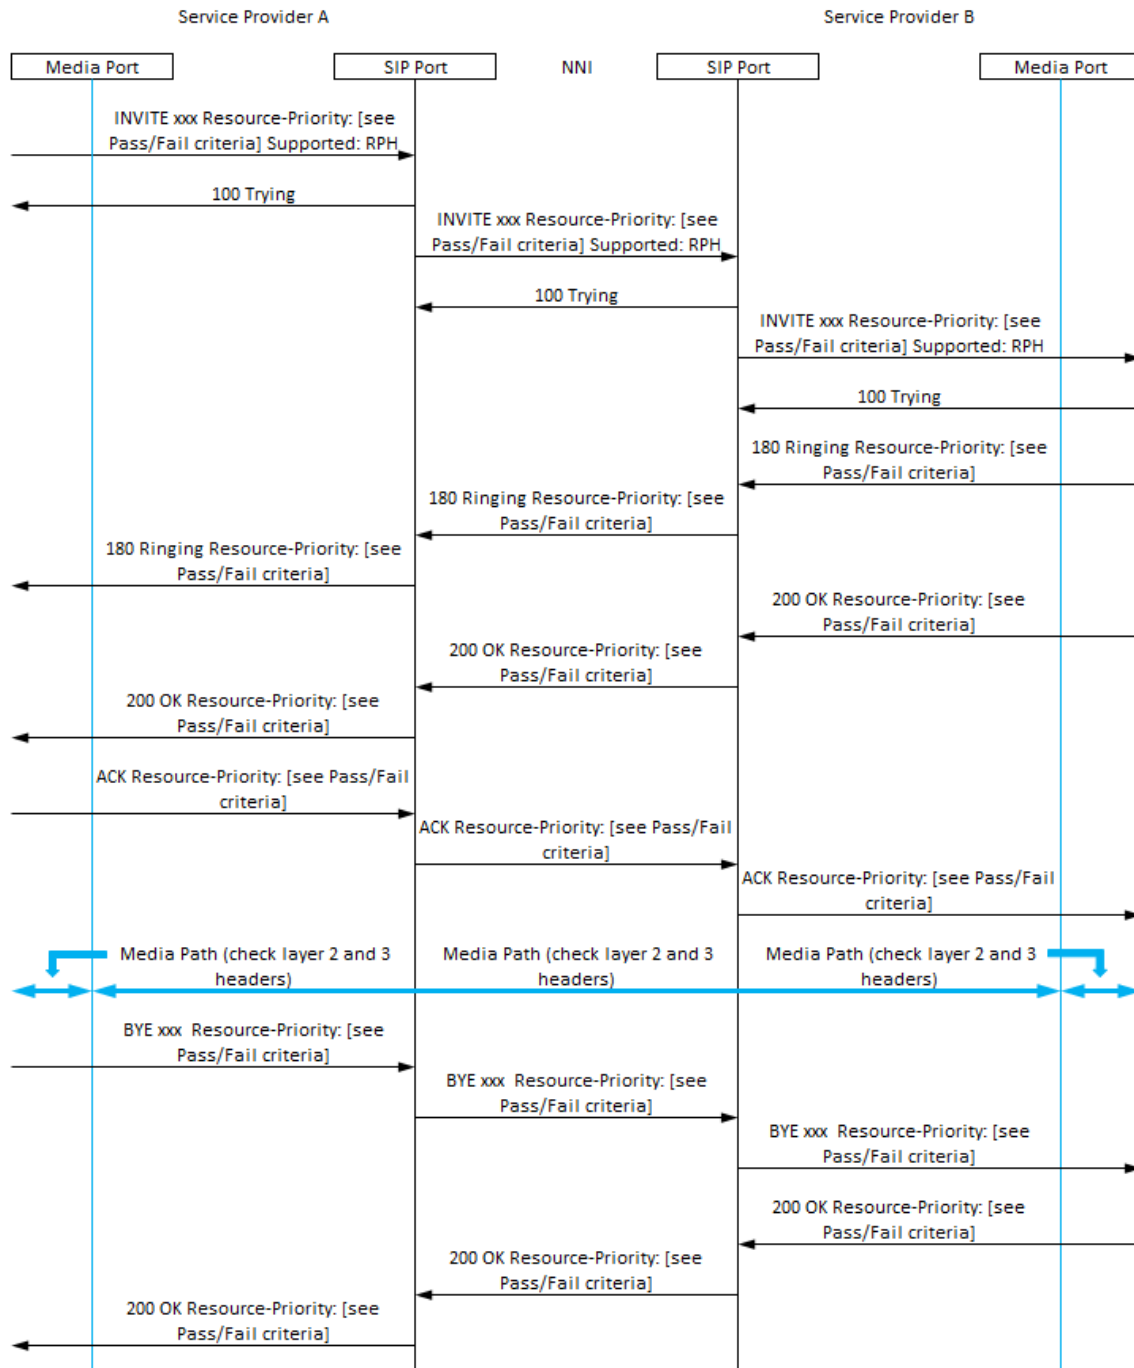 Service Provider A
Service Provider B
Media Port
SIP Port
NNI
SIP Port
Media Port
INVITE xxx Resource-Priority: [see
Pass/Fail criteria] Supported: RPH
100 Trying
INVITE xxx Resource-Priority: [see
Pass/Fail criteria] Supported: RPH
100 Trying
INVITE xxx Resource-Priority: [see
Pass/Fail criteria] Supported: RPH
100 Trying
180 Ringing Resource-Priority: [see
Pass/Fail criteria]
180 Ringing Resource-Priority: [see
Pass/Fail criteria]
180 Ringing Resource-Priority: [see
Pass/Fail criteria]
200 OK Resource-Priority: [see
Pass/Fail criteria]
200 OK Resource-Priority: [see
Pass/Fail criteria]
200 OK Resource-Priority: [see
Pass/Fail criteria]
ACK Resource-Priority: [see Pass/Fail
criteria]
ACK Resource-Priority: [see Pass/Fail
criteria]
ACK Resource-Priority: [see Pass/Fail
criteria]
Media Path (check layer 2 and 3
headers)
Media Path (check layer 2 and 3
headers)
Media Path (check layer 2 and 3
headers)
BYE xxx  Resource-Priority: [see
Pass/Fail criteria]
BYE xxx  Resource-Priority: [see
Pass/Fail criteria]
BYE xxx  Resource-Priority: [see
Pass/Fail criteria]
200 OK Resource-Priority: [see
Pass/Fail criteria]
200 OK Resource-Priority: [see
Pass/Fail criteria]
200 OK Resource-Priority: [see
Pass/Fail criteria]